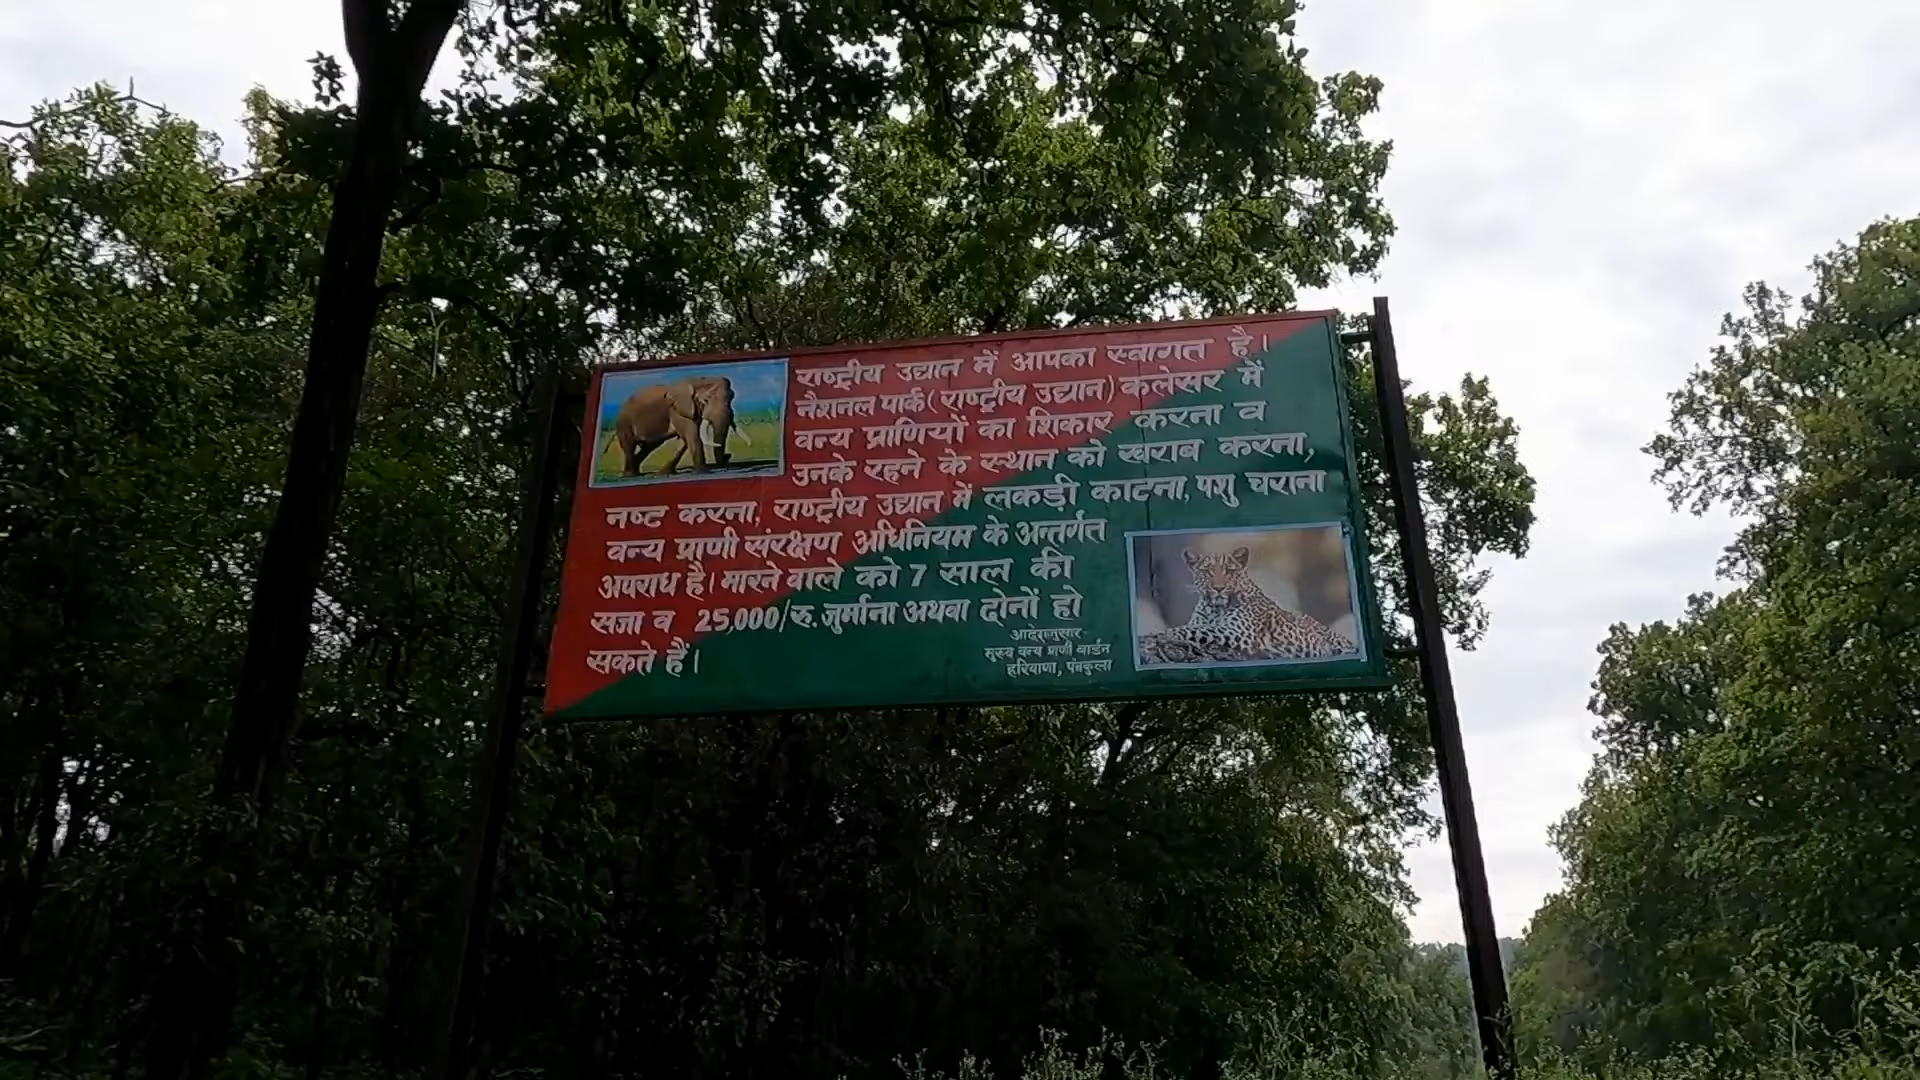 राष्ट्रीय उद्यान में आपका स्वागत है।
नैशनल पार्क (राष्ट्रीय उद्यान) कलेसर में
वन्य प्राणियों का शिकार करना व
उनके रहने के स्थान को खराब करना,
नष्ट करना, राष्ट्रीय उद्यान में लकड़ी काटना, पशु चराना
वन्य प्राणी संरक्षण अधिनियम के अन्तर्गत
अपराध है। मारने वाले को 7 साल की
सजा व 25,000/रु. जुर्माना अथवा दोनों हो
सकते हैं।
आदेशानुसार
मुख्य वन्य प्राणी वार्डन
हरियाणा, पंचकुला